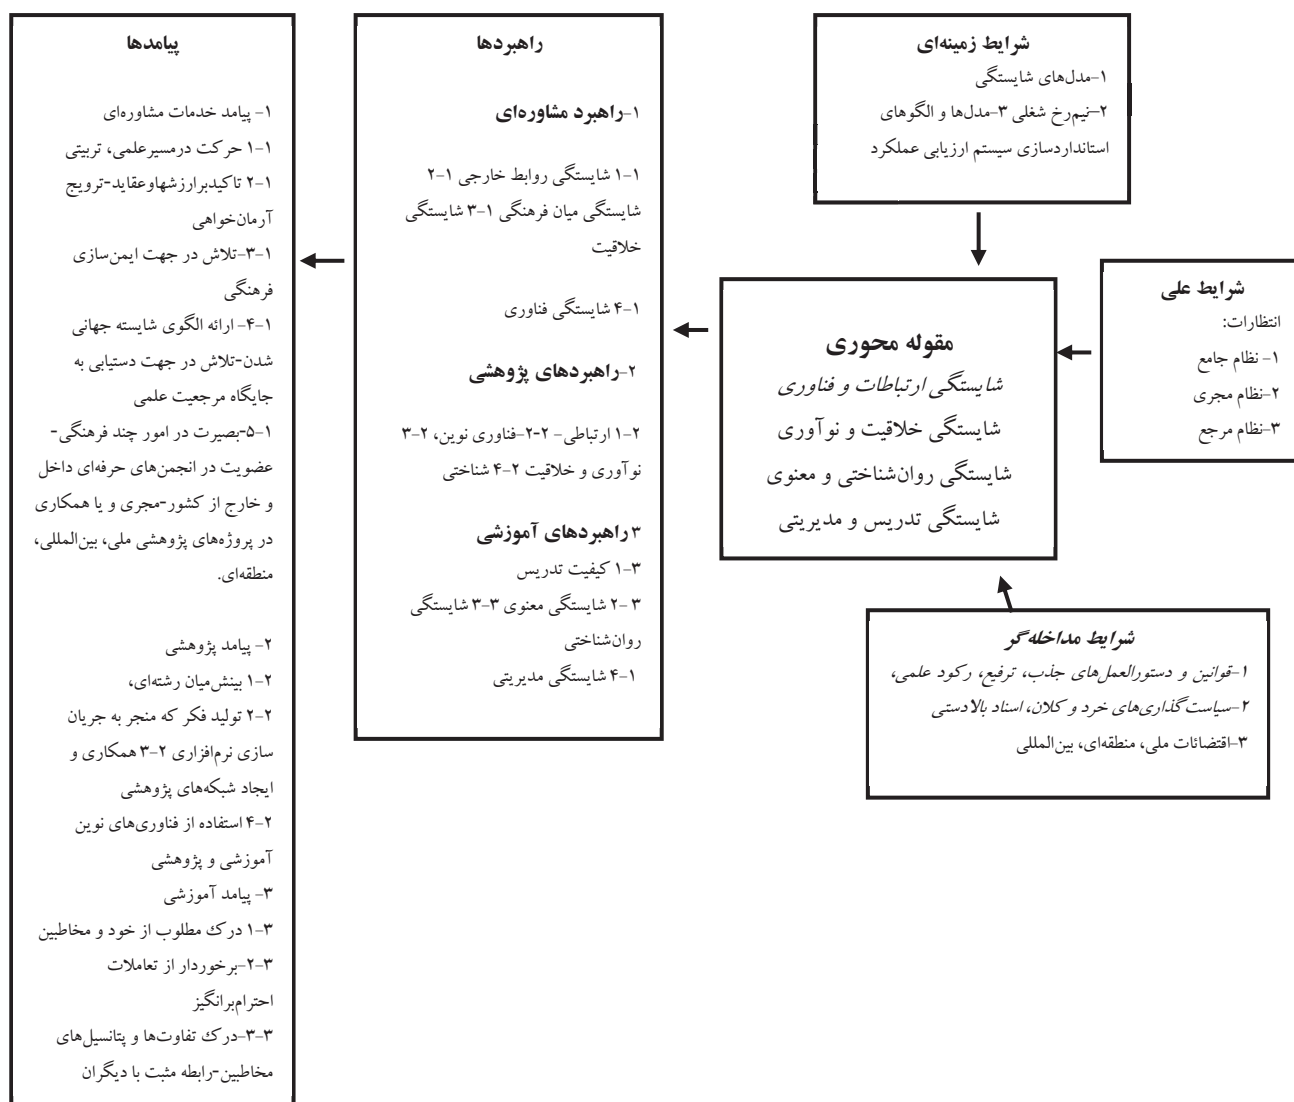 شرایط زمینه‌ای
۱-مدل‌های شایستگی
۲-نیم‌رخ شغلی ۳-مدل‌ها و الگوهای
استانداردسازی سیستم ارزیابی عملکرد
شرایط علی
انتظارات:
۱- نظام جامع
۲-نظام مجری
۳-نظام مرجع
مقوله محوری
شایستگی ارتباطات و فناوری
شایستگی خلاقیت و نوآوری
شایستگی روان‌شناختی و معنوی
شایستگی تدریس و مدیریتی
شرایط مداخله‌گر
۱-قوانین و دستورالعمل‌های جذب، ترفیع، رکود علمی،
۲-سیاست‌گذاری‌های خرد و کلان، اسناد بالادستی
۳-اقتضائات ملی، منطقه‌ای، بین‌المللی
راهبردها
۱-راهبرد مشاوره‌ای
۱-۱ شایستگی روابط خارجی ۱-۲
شایستگی میان فرهنگی ۱-۳ شایستگی
خلاقیت
۱-۴ شایستگی فناوری
۲-راهبردهای پژوهشی
۲-۱ ارتباطی- ۲-۲-فناوری نوین، ۲-۳
نوآوری و خلاقیت ۲-۴ شناختی
۳ راهبردهای آموزشی
۳-۱ کیفیت تدریس
۳-۲ شایستگی معنوی ۳-۳ شایستگی
روان‌شناختی
۱-۴ شایستگی مدیریتی
پیامدها
۱- پیامد خدمات مشاوره‌ای
۱-۱ حرکت درمسیرعلمی، تربیتی
۱-۲ تاکیدبرارزشهاوعقاید-ترویج
آرمان‌خواهی
۱-۳-تلاش در جهت ایمن‌سازی
فرهنگی
۱-۴- ارائه الگوی شایسته جهانی
شدن-تلاش در جهت دستیابی به
جایگاه مرجعیت علمی
۱-۵-بصیرت در امور چند فرهنگی-
عضویت در انجمن‌های حرفه‌ای داخل
و خارج از کشور-مجری و یا همکاری
در پروژه‌های پژوهشی ملی، بین‌المللی،
منطقه‌ای.
۲- پیامد پژوهشی
۲-۱ بینش‌میان رشته‌ای،
۲-۲ تولید فکر که منجر به جریان
سازی نرم‌افزاری ۲-۳ همکاری و
ایجاد شبکه‌های پژوهشی
۲-۴ استفاده از فناوری‌های نوین
آموزشی و پژوهشی
۳- پیامد آموزشی
۳-۱ درک مطلوب از خود و مخاطبین
۳-۲-برخوردار از تعاملات
احترام‌برانگیز
۳-۳-درک تفاوت‌ها و پتانسیل‌های
مخاطبین-رابطه مثبت با دیگران